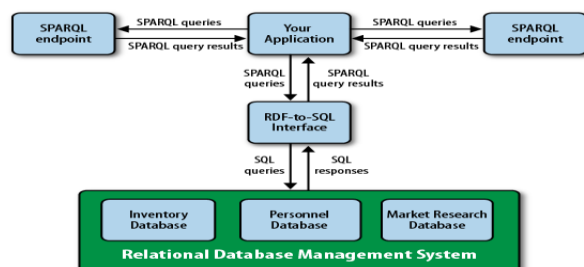 SPARQL queries
SPARQL queries
SPARQL
endpoint
Your
Application
SPARQL
endpoint
SPARQL query results
SPARQL query results
SPARQL
queries
SPARQL
query results
RDF-to-SQL
Interface
SQL
queries
SQL
responses
Inventory
Database
Personnel
Database
Market Research
Database
Relational Database Management System